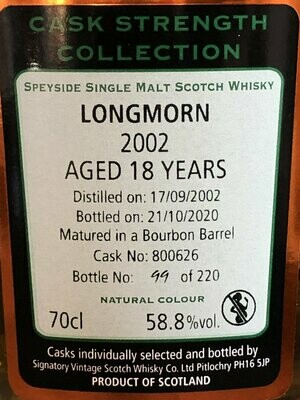 CASK STRENGTH
COLLECTION
SPEYSIDE SINGLE MALT SCOTCH WHISKY
LONGMORN
2002
AGED 18 YEARS
Distilled on: 17/09/2002
Bottled on: 21/10/2020
Matured in a Bourbon Barrel
Cask No: 800626
Bottle No: 99 of 220
NATURAL COLOUR
70cl 58.8%vol.
Casks individually selected and bottled by
Signatory Vintage Scotch Whisky Co. Ltd Pitlochry PH16 5JP
PRODUCT OF SCOTLAND